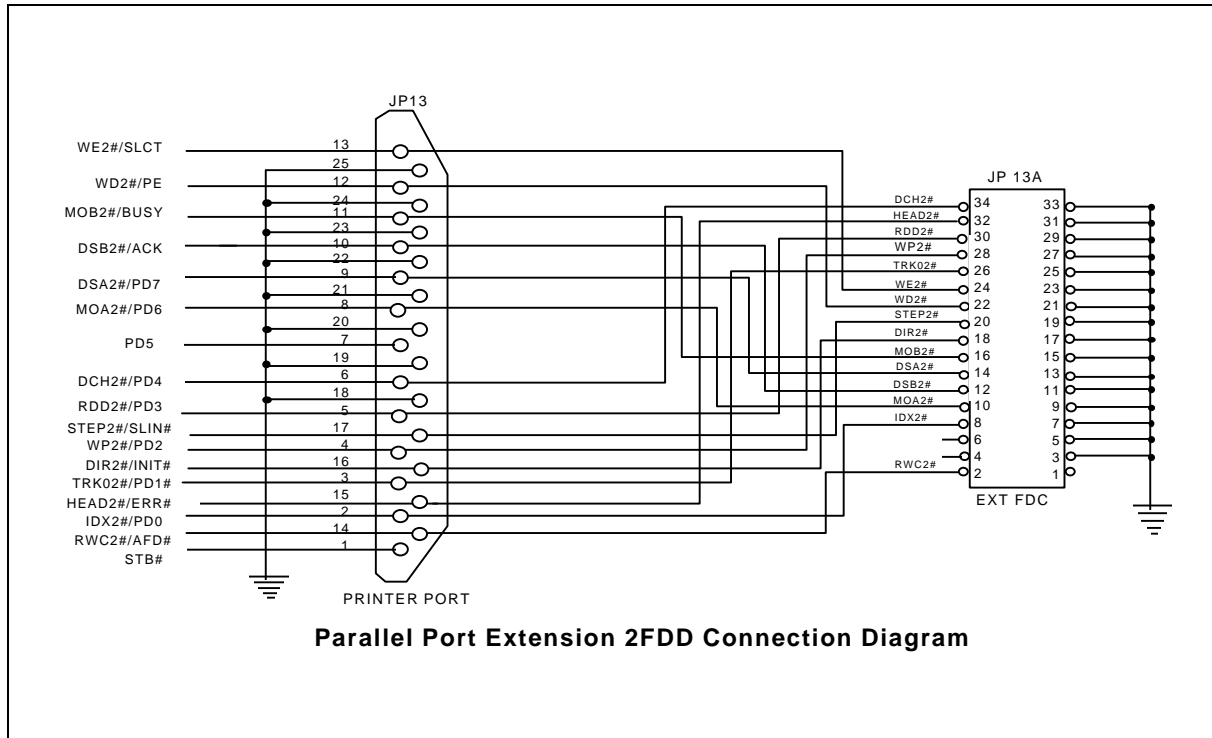 JP13
WE2#/SLCT 13
25
WD2#/PE 12
24
MOB2#/BUSY 11
23
DSB2#/ACK 10
22
DSA2#/PD7 9
21
MOA2#/PD6 8
20
PD5 7
19
DCH2#/PD4 6
18
RDD2#/PD3 5
STEP2#/SLIN# 17
WP2#/PD2 4
DIR2#/INIT# 16
TRK02#/PD1# 3
HEAD2#/ERR# 15
IDX2#/PD0 2
RWC2#/AFD# 14
STB# 1
PRINTER PORT
JP 13A
DCH2# 34 33
HEAD2# 32 31
RDD2# 30 29
WP2# 28 27
TRK02# 26 25
WE2# 24 23
WD2# 22 21
STEP2# 20 19
DIR2# 18 17
MOB2# 16 15
DSA2# 14 13
DSB2# 12 11
MOA2# 10 9
IDX2# 8 7
6 5
4 3
RWC2# 2 1
EXT FDC
Parallel Port Extension 2FDD Connection Diagram